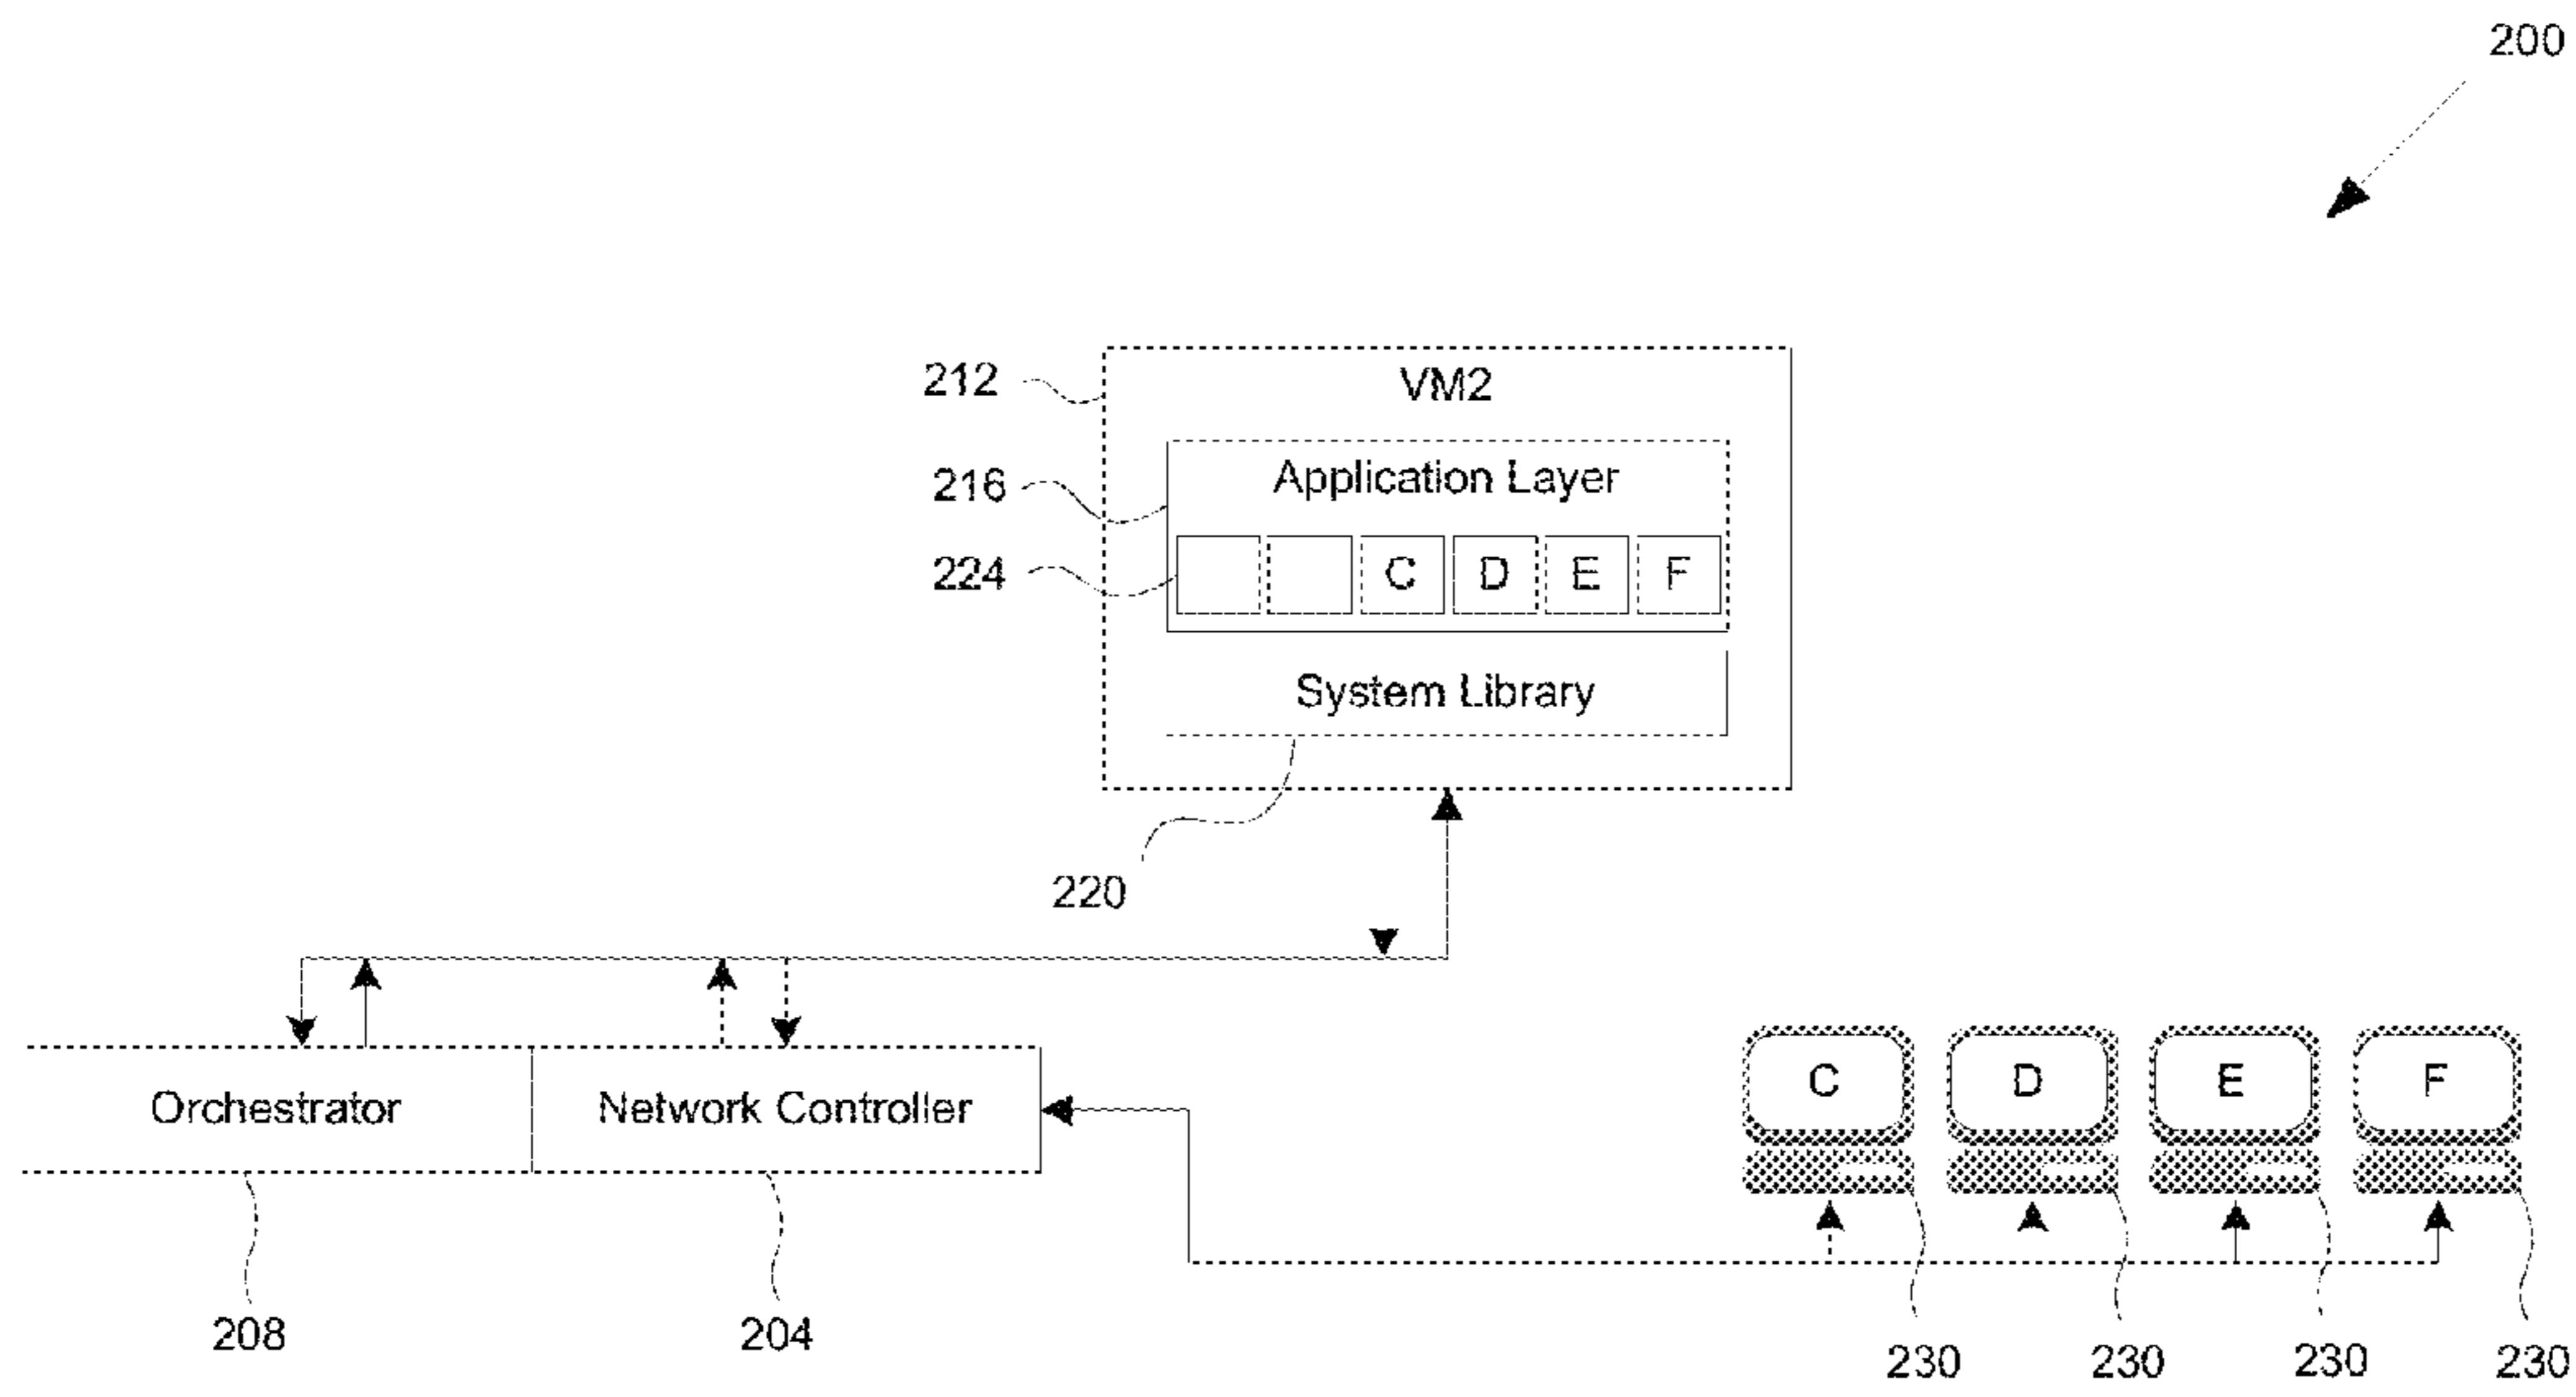 200
212
VM2
216
Application Layer
224
C D E F
System Library
220
Orchestrator
Network Controller
C D E F
208
204
230 230 230 230